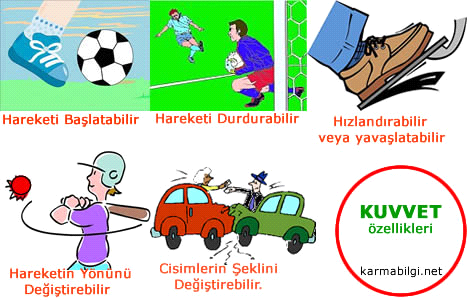 Hareketi Başlatabilir
Hareketi Durdurabilir
Hızlandırabilir
veya yavaşlatabilir
Hareketin Yönünü
Değiştirebilir
Cisimlerin Şeklini
Değiştirebilir.
KUVVET
özellikleri
karmabilgi.net